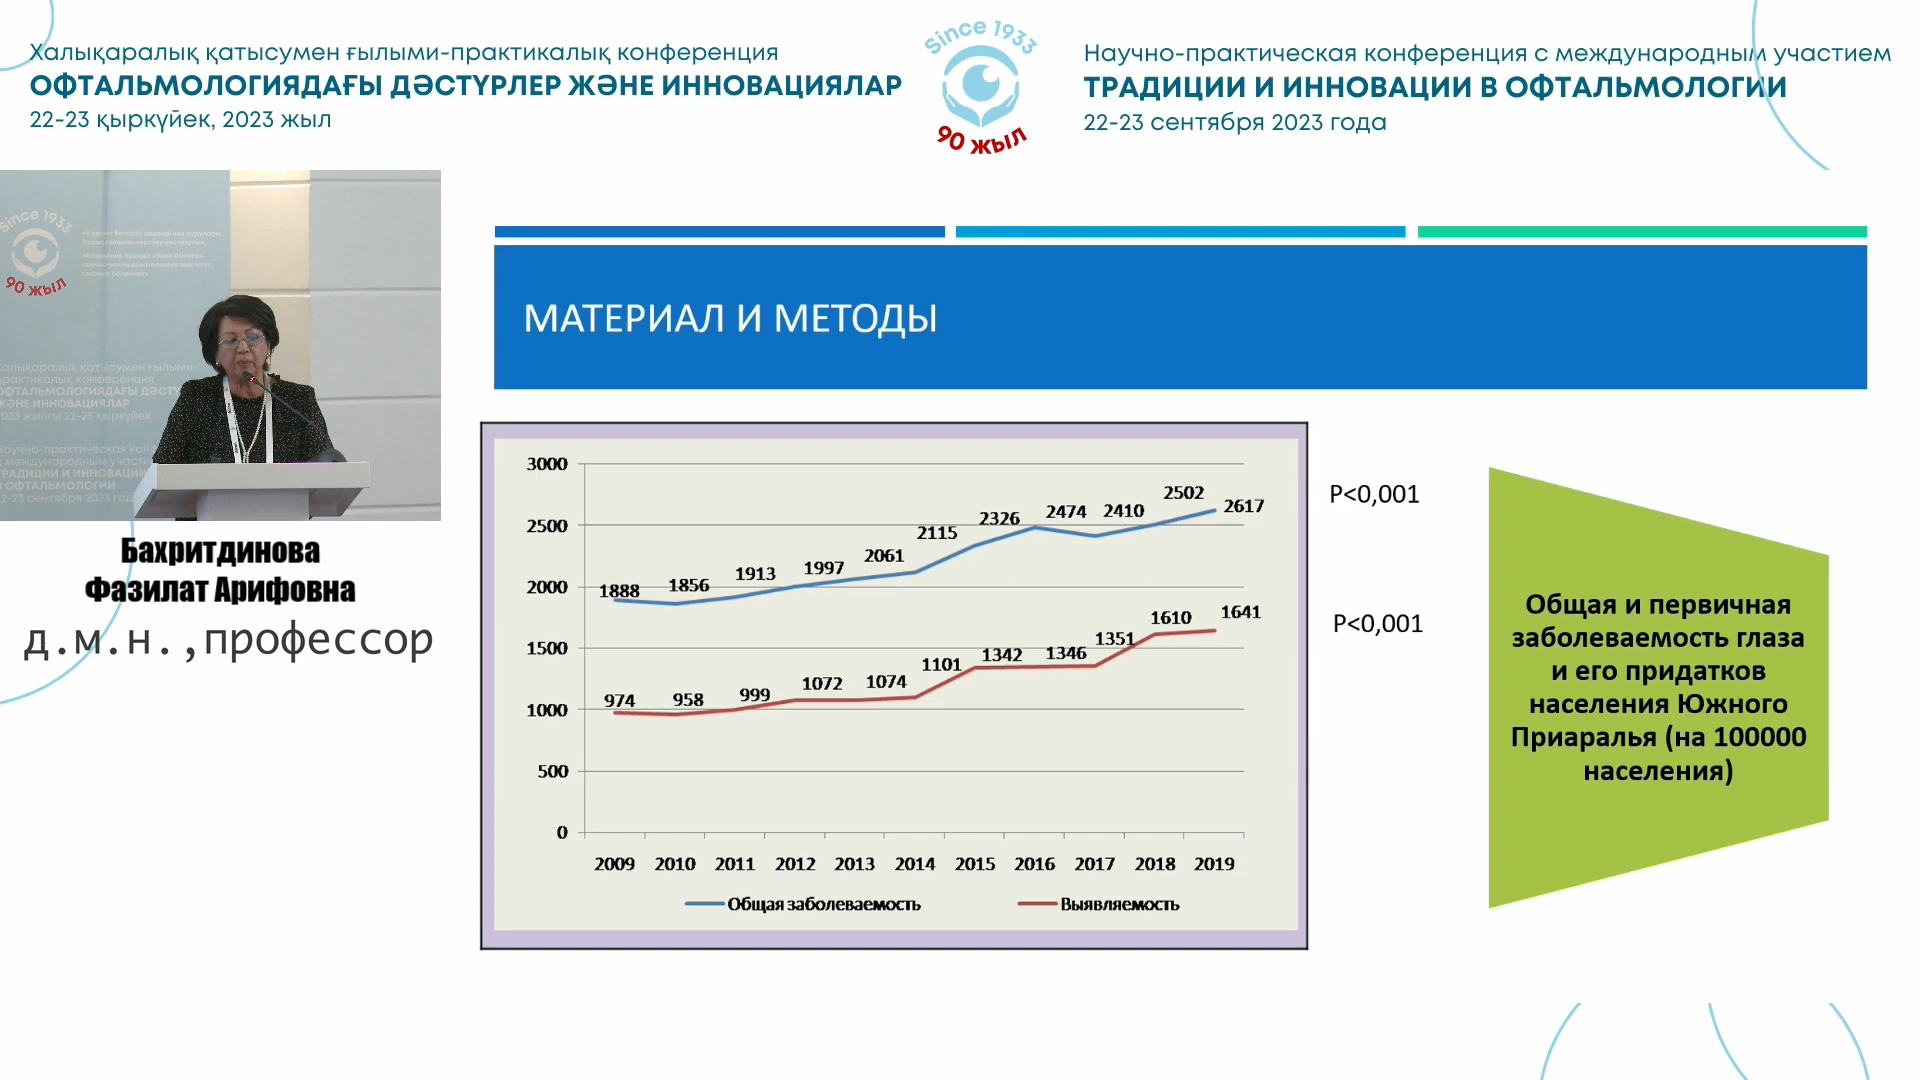 Халықаралық қатысумен ғылыми-практикалық конференция
ОФТАЛЬМОЛОГИЯДАҒЫ ДӘСТҮРЛЕР ЖӘНЕ ИННОВАЦИЯЛАР
22-23 қыркүйек, 2023 жыл
Since 1933
90 жыл
Научно-практическая конференция с международным участием
ТРАДИЦИИ И ИННОВАЦИИ В ОФТАЛЬМОЛОГИИ
22-23 сентября 2023 года
Since 1933
90 жыл
Бахритдинова
Фазилат Арифовна
д.м.н.,профессор
МАТЕРИАЛ И МЕТОДЫ
3000
2500
2000
1500
1000
500
0
1888 1856 1913 1997 2061 2115 2326 2474 2410 2502 2617
974 958 999 1072 1074 1101 1342 1346 1351 1610 1641
2009 2010 2011 2012 2013 2014 2015 2016 2017 2018 2019
Общая заболеваемость Выявляемость
P<0,001
P<0,001
Общая и первичная
заболеваемость глаза
и его придатков
населения Южного
Приаралья (на 100000
населения)